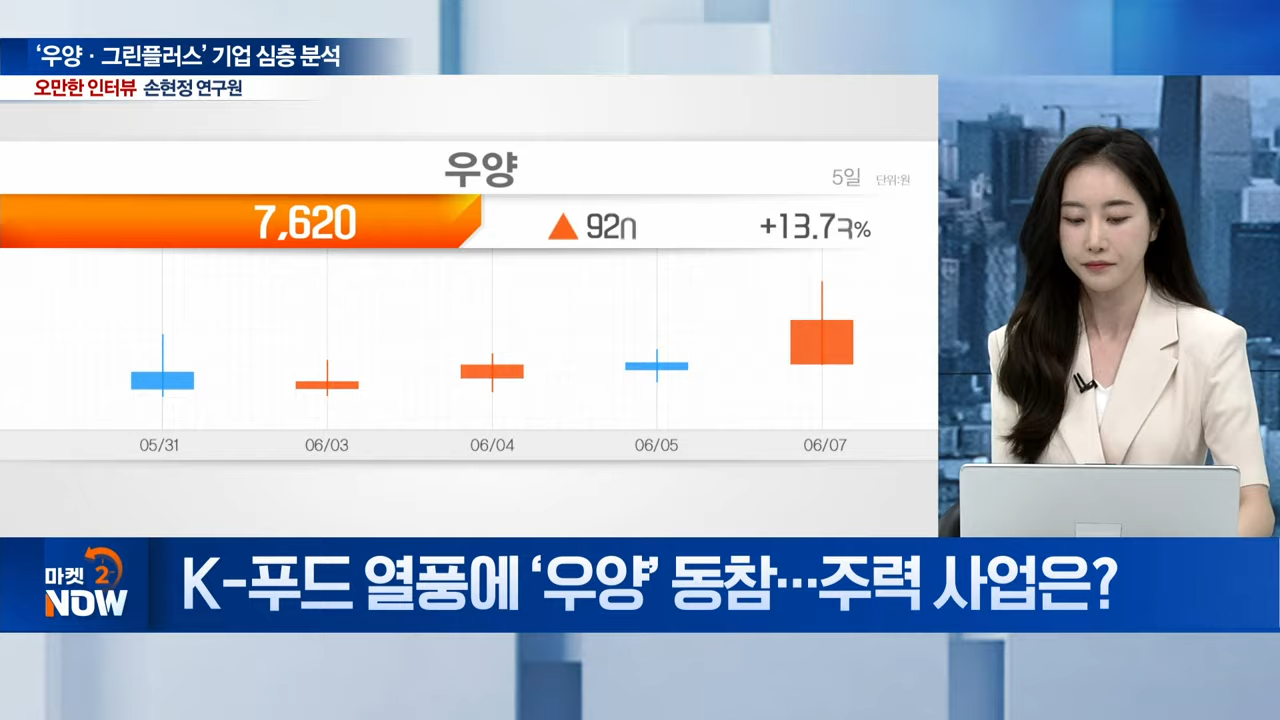 ‘우양·그린플러스’ 기업 심층 분석
오만한 인터뷰 손현정 연구원
우양
5일 단위:원
7,620 ▲
05/31 06/03 06/04 06/05 06/07
마켓 2
NOW
K-푸드 열풍에 ‘우양’ 동참…주력 사업은?